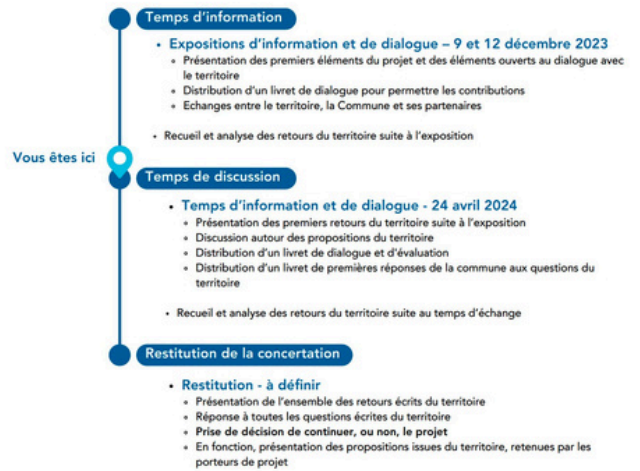 Temps d'information
• Expositions d'information et de dialogue – 9 et 12 décembre 2023
Présentation des premiers éléments du projet et des éléments ouverts au dialogue avec
le territoire
Distribution d'un livret de dialogue pour permettre les contributions
Echanges entre le territoire, la Commune et ses partenaires
• Recueil et analyse des retours du territoire suite à l'exposition
Vous êtes ici
Temps de discussion
• Temps d'information et de dialogue - 24 avril 2024
Présentation des premiers retours du territoire suite à l'exposition
Discussion autour des propositions du territoire
Distribution d'un livret de dialogue et d'évaluation
Distribution d'un livret de premières réponses de la commune aux questions du
territoire
• Recueil et analyse des retours du territoire suite au temps d'échange
Restitution de la concertation
• Restitution - à définir
Présentation de l'ensemble des retours écrits du territoire
Réponse à toutes les questions écrites du territoire
Prise de décision de continuer, ou non, le projet
En fonction, présentation des propositions issues du territoire, retenues par les
porteurs de projet